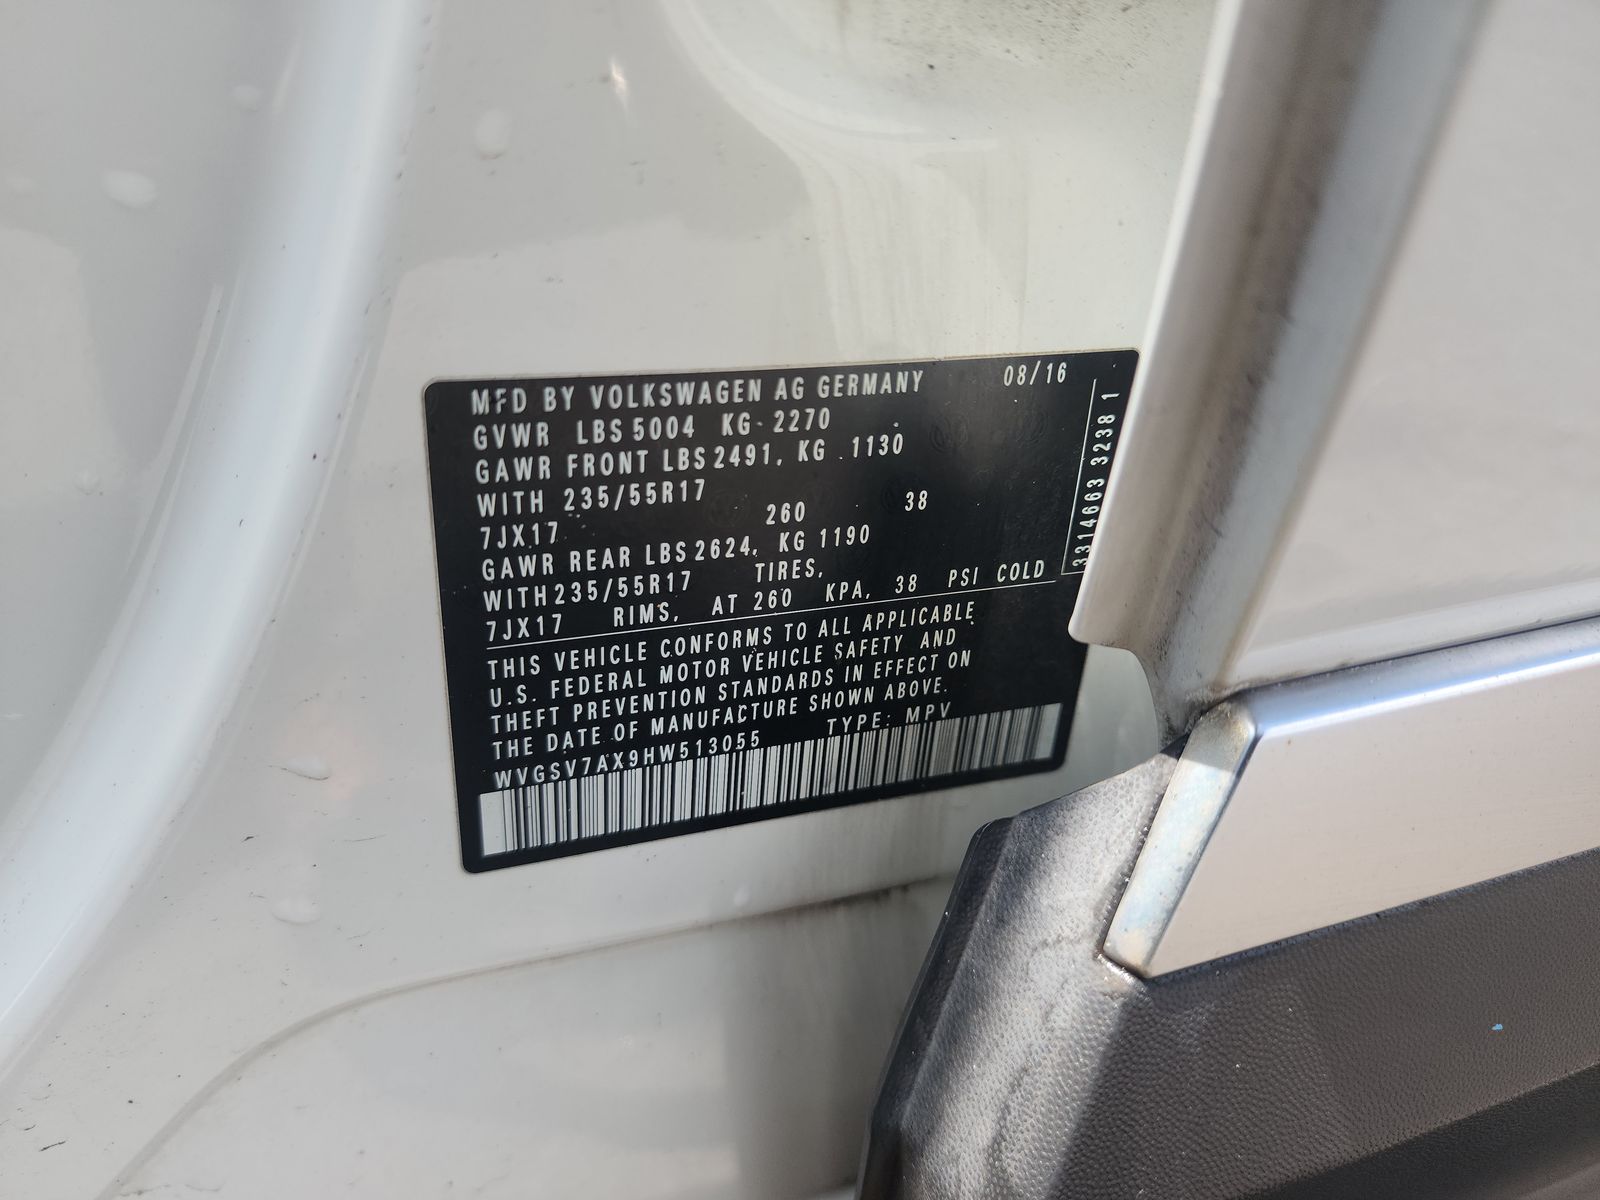 MFD BY VOLKSWAGEN AG GERMANY 08/16
GVWR LBS 5004 KG 2270
GAWR FRONT LBS 2491, KG 1130
WITH 235/55R17
7JX17 260 38
GAWR REAR LBS 2624, KG 1190
WITH 235/55R17 TIRES,
7JX17 RIMS, AT 260 KPA, 38 PSI COLD
THIS VEHICLE CONFORMS TO ALL APPLICABLE
U.S. FEDERAL MOTOR VEHICLE SAFETY AND
THEFT PREVENTION STANDARDS IN EFFECT ON
THE DATE OF MANUFACTURE SHOWN ABOVE.
WVGSV7AX9HW513055 TYPE: MPV
3314663 3238 1